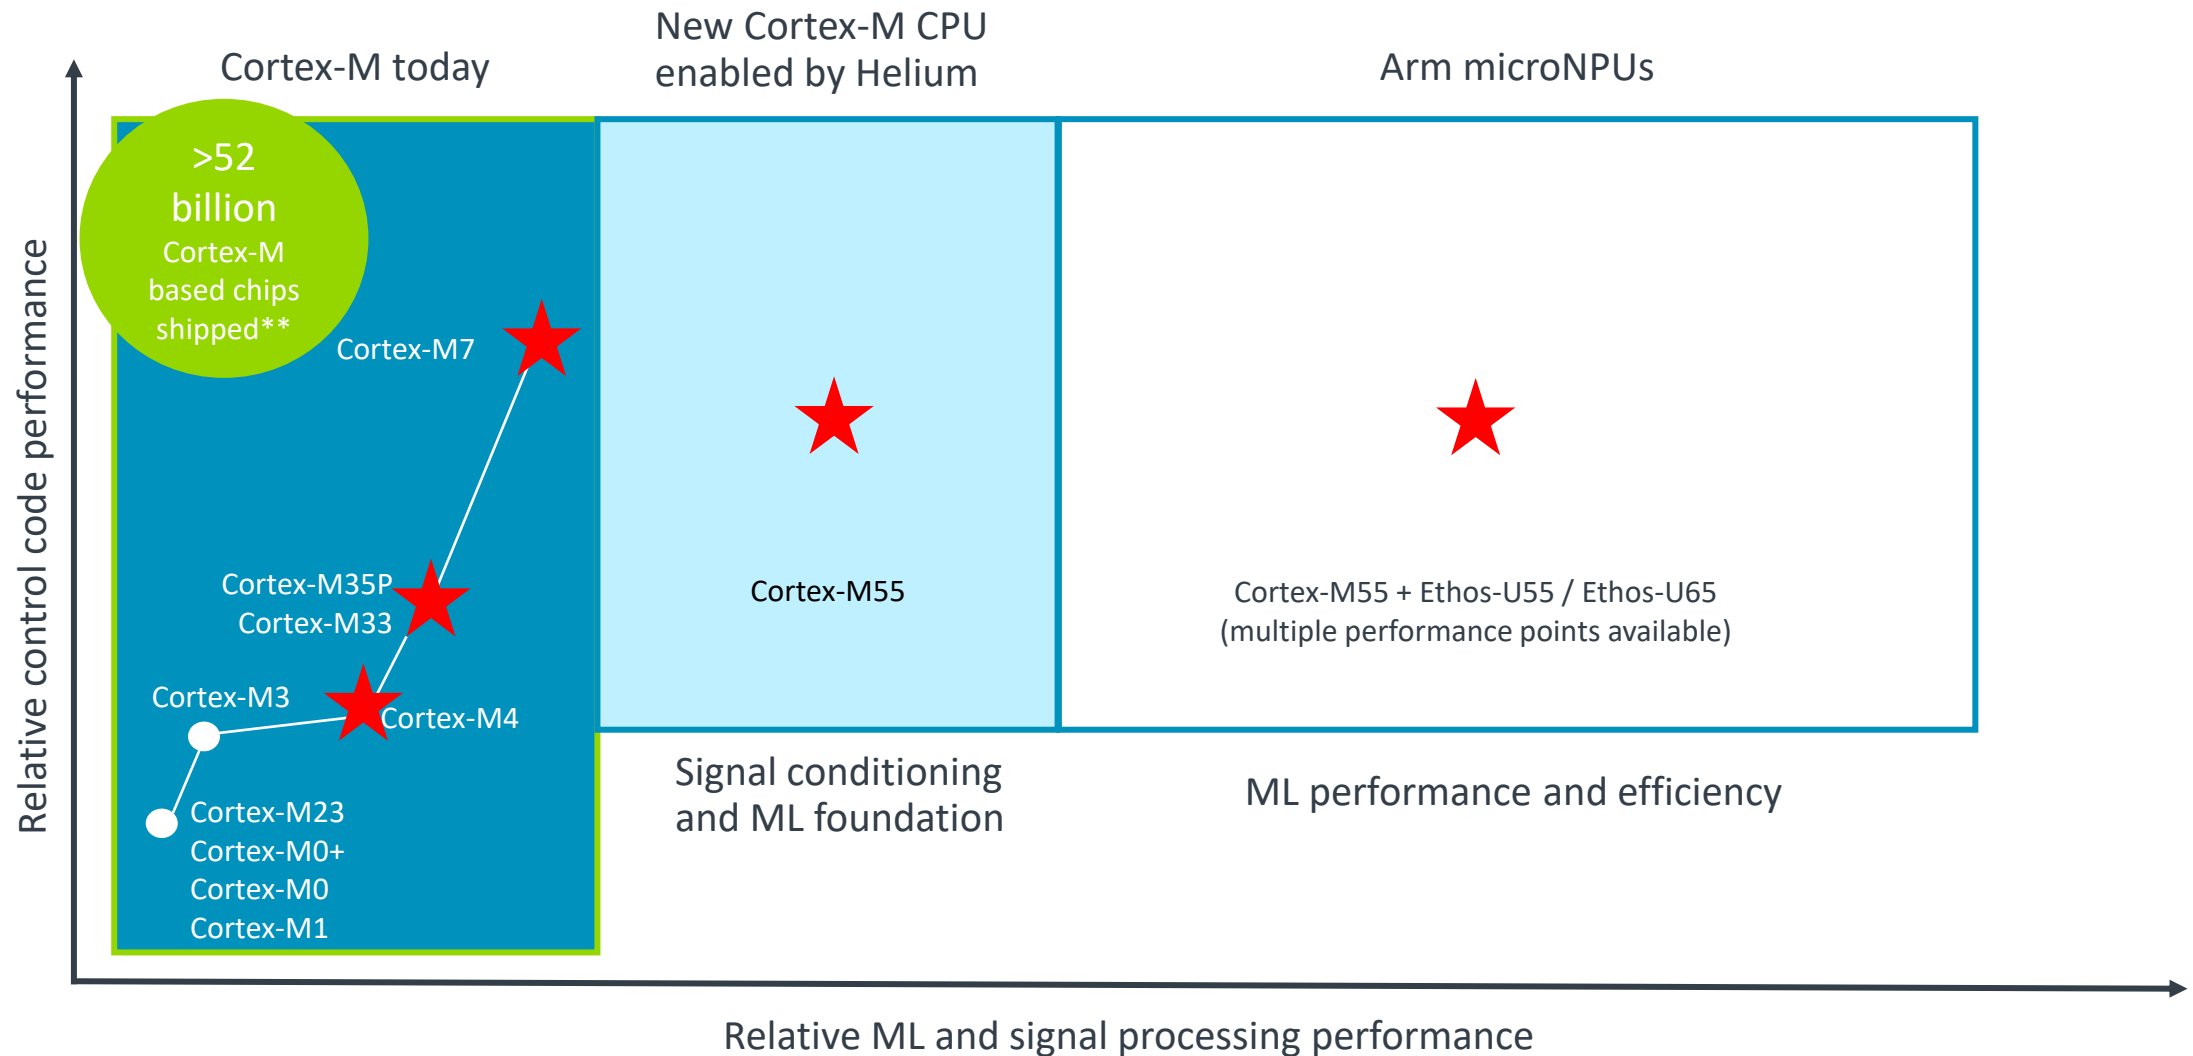 New Cortex-M CPU
enabled by Helium
Cortex-M today
Arm microNPUs
>52
billion
Cortex-M
based chips
shipped**
Relative control code performance
Cortex-M7
Cortex-M35P
Cortex-M33
Cortex-M55
Cortex-M55 + Ethos-U55 / Ethos-U65
(multiple performance points available)
Cortex-M3
Cortex-M4
Signal conditioning
and ML foundation
ML performance and efficiency
Cortex-M23
Cortex-M0+
Cortex-M0
Cortex-M1
Relative ML and signal processing performance